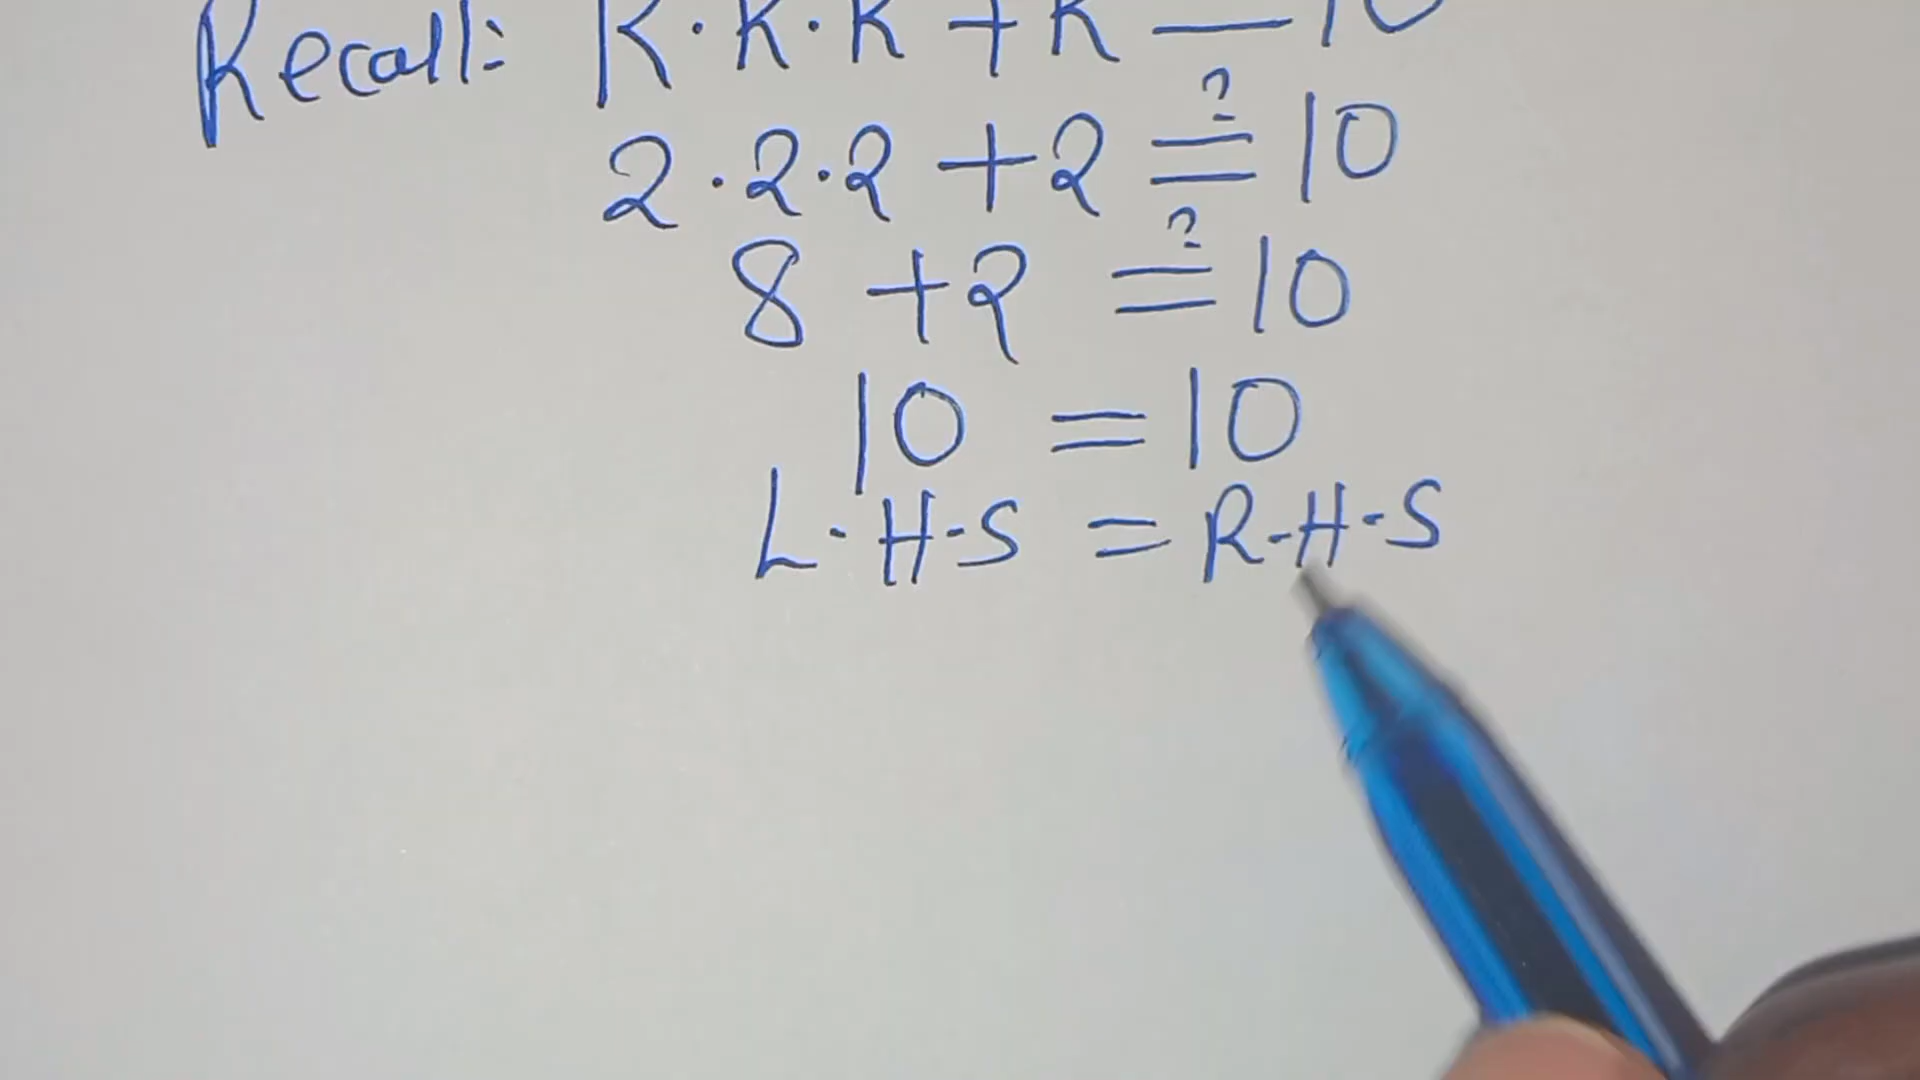 Recall: K·K·K + K = 10
2·2·2 + 2 ≟ 10
8 + 2 ≟ 10
10 = 10
L·H·S = R·H·S